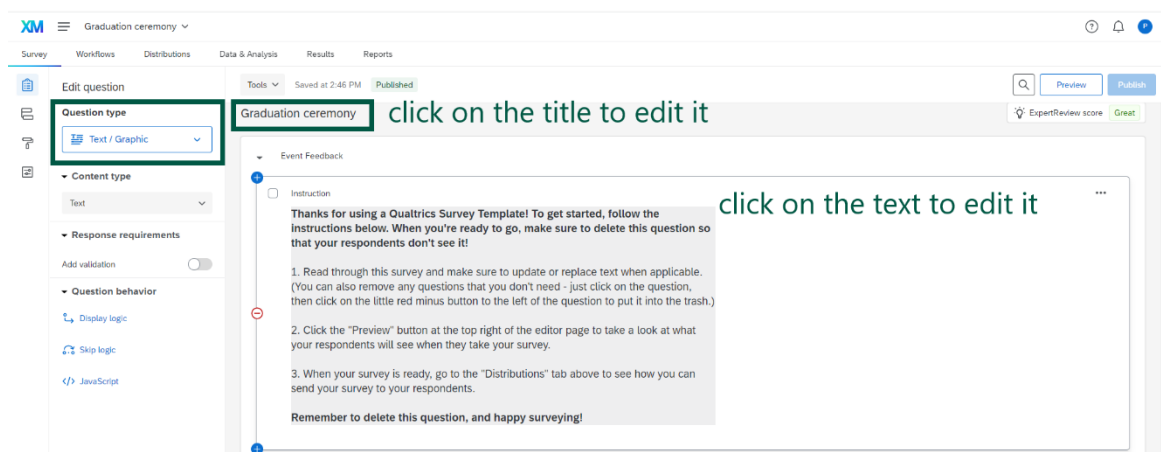 XM Graduation ceremony
P
Survey Workflows Distributions Data & Analysis Results Reports
Edit question
Tools Saved at 2:46 PM Published
Preview Publish
Question type
Text / Graphic
Graduation ceremony
click on the title to edit it
ExpertReview score Great
Content type
Text
Response requirements
Add validation
Question behavior
Display logic
Skip logic
</> JavaScript
Event Feedback
Instruction
click on the text to edit it
Thanks for using a Qualtrics Survey Template! To get started, follow the
instructions below. When you're ready to go, make sure to delete this question so
that your respondents don't see it!
1. Read through this survey and make sure to update or replace text when applicable.
(You can also remove any questions that you don't need - just click on the question,
then click on the little red minus button to the left of the question to put it into the trash.)
2. Click the "Preview" button at the top right of the editor page to take a look at what
your respondents will see when they take your survey.
3. When your survey is ready, go to the "Distributions" tab above to see how you can
send your survey to your respondents.
Remember to delete this question, and happy surveying!